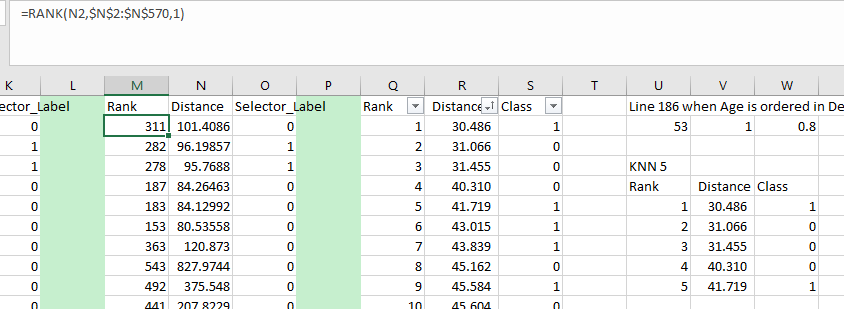 =RANK(N2,$N$2:$N$570,1)
K L M N O P Q R S T U V W
ector_Label Rank Distance Selector_Label Rank Distance Class Line 186 when Age is ordered in De
0 311 101.4086 0 1 30.486 1 53 1 0.8
1 282 96.19857 1 2 31.066 0
1 278 95.7688 1 3 31.455 0 KNN 5
0 187 84.26463 0 4 40.310 0 Rank Distance Class
0 183 84.12992 0 5 41.719 1 1 30.486 1
0 153 80.53558 0 6 43.015 1 2 31.066 0
0 363 120.873 0 7 43.839 1 3 31.455 0
0 543 827.9744 0 8 45.162 0 4 40.310 0
0 492 375.548 0 9 45.584 1 5 41.719 1
0 441 207.8229 0 10 45.604 0